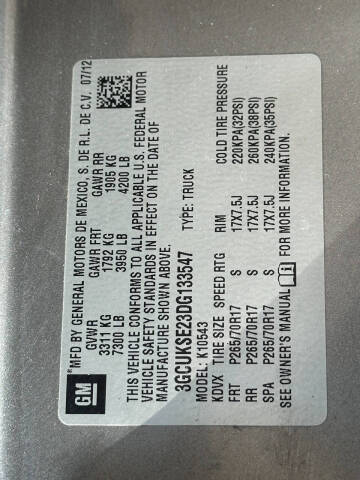 GM
MFD BY GENERAL MOTORS DE MEXICO, S. DE R.L. DE C.V. 07/12
GVWR GAWR FRT GAWR RR
3311 KG 1792 KG 1905 KG
7300 LB 3950 LB 4200 LB
THIS VEHICLE CONFORMS TO ALL APPLICABLE U.S. FEDERAL MOTOR
VEHICLE SAFETY STANDARDS IN EFFECT ON THE DATE OF
MANUFACTURE SHOWN ABOVE.
3GCUKSE23DG133547 TYPE: TRUCK
MODEL: K10543
KDVX TIRE SIZE SPEED RTG RIM COLD TIRE PRESSURE
FRT P265/70R17 S 17X7.5J 220KPA(32PSI)
RR P265/70R17 S 17X7.5J 260KPA(38PSI)
SPA P265/70R17 S 17X7.5J 240KPA(35PSI)
SEE OWNER'S MANUAL FOR MORE INFORMATION.